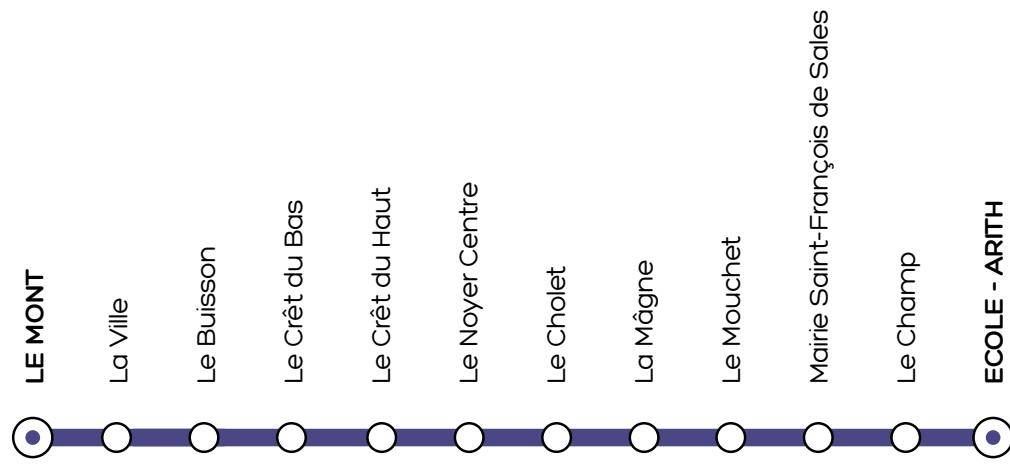 LE MONT
La Ville
Le Buisson
Le Crêt du Bas
Le Crêt du Haut
Le Noyer Centre
Le Cholet
La Mâgne
Le Mouchet
Mairie Saint-François de Sales
Le Champ
ECOLE - ARITH